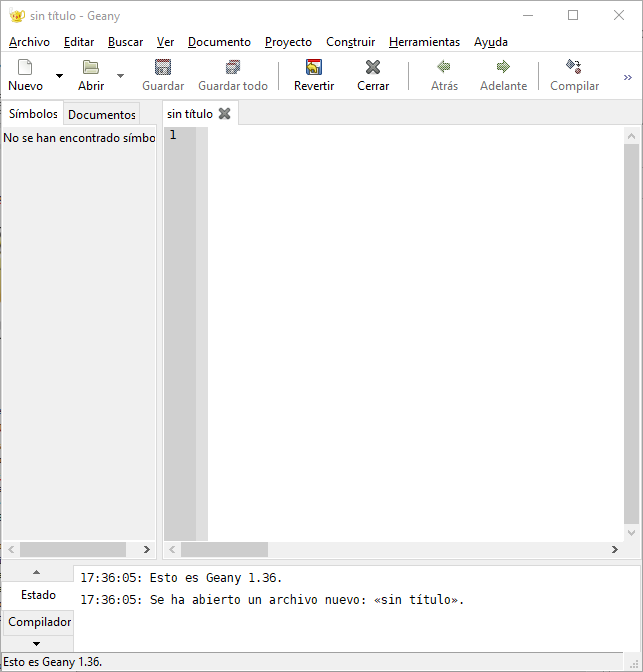 sin título - Geany
Archivo Editar Buscar Ver Documento Proyecto Construir Herramientas Ayuda
Nuevo Abrir Guardar Guardar todo Revertir Cerrar Atrás Adelante Compilar »
Símbolos Documentos sin título
No se han encontrado símbo
1
17:36:05: Esto es Geany 1.36.
Estado
17:36:05: Se ha abierto un archivo nuevo: «sin título».
Compilador
Esto es Geany 1.36.